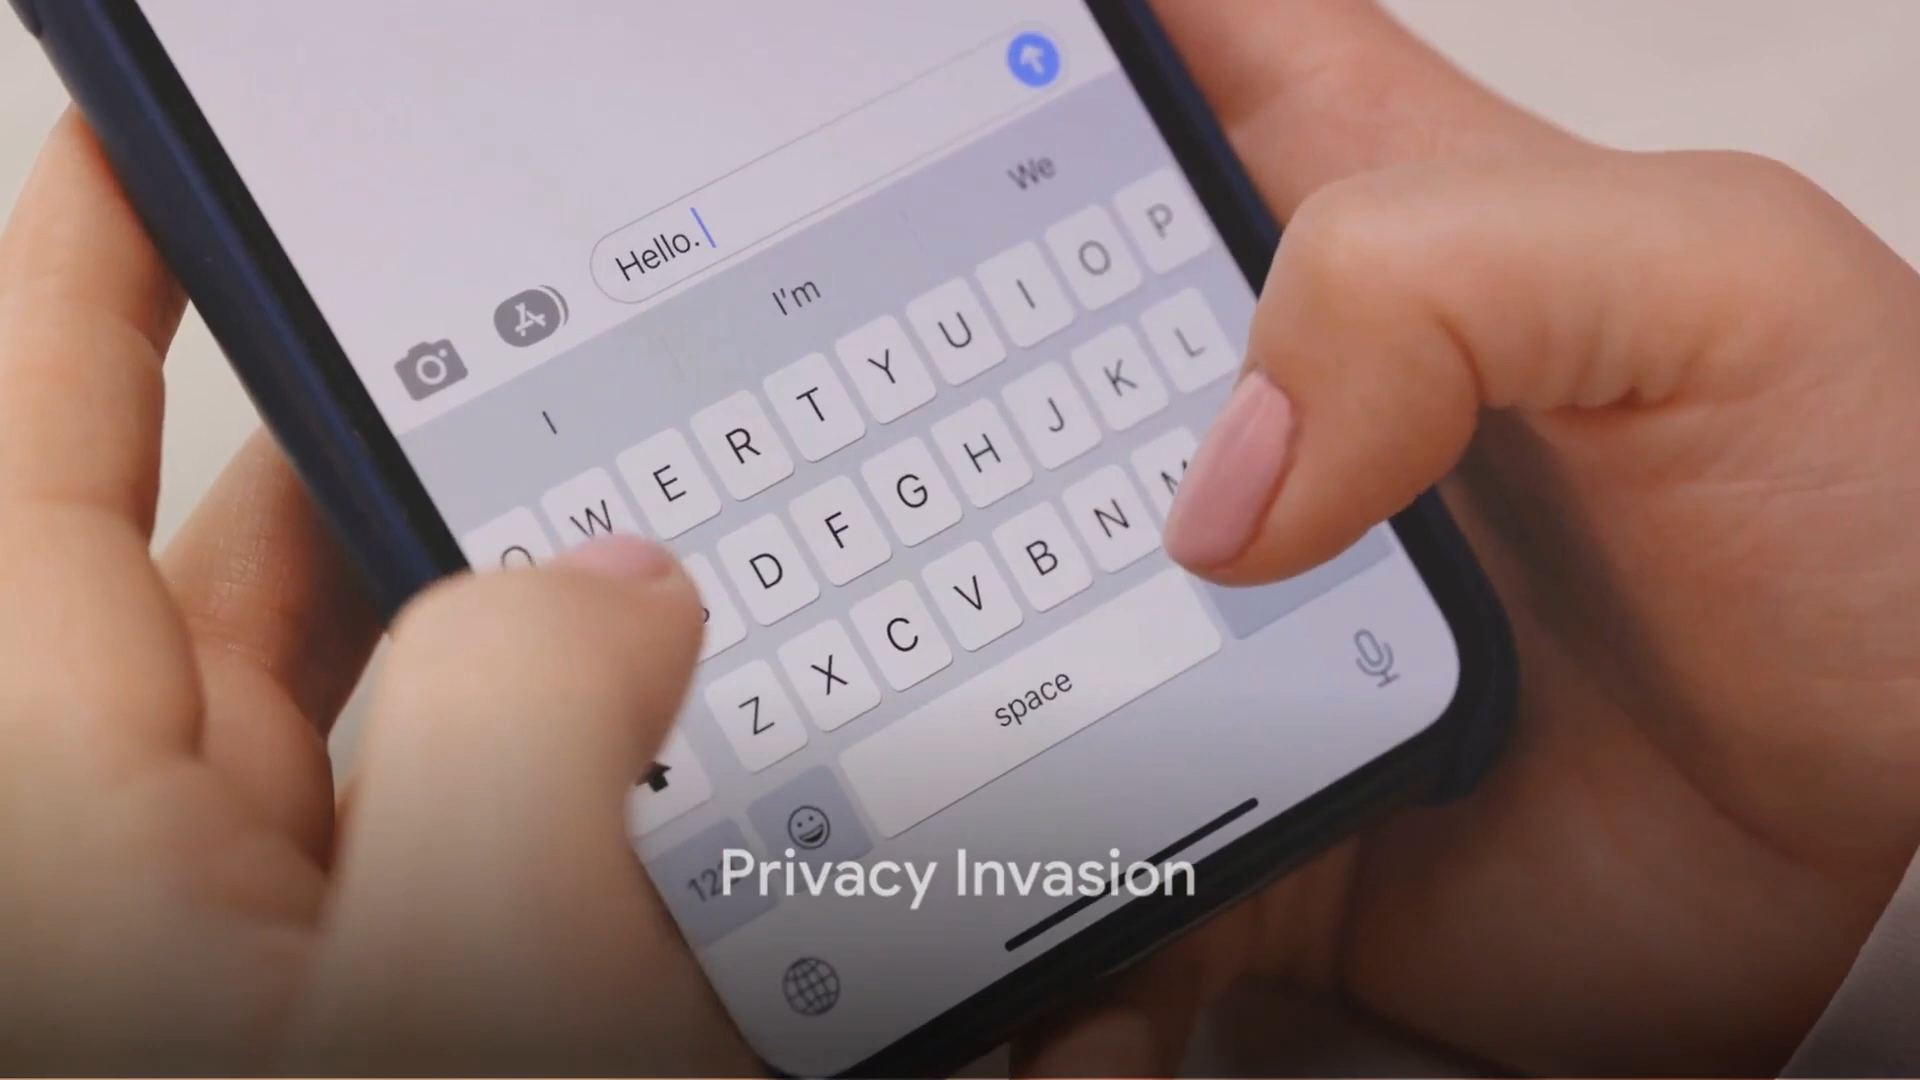 Hello.
I I'm We
W E R T Y U I O P
D F G H J K L
Z X C V B N
space
Privacy Invasion